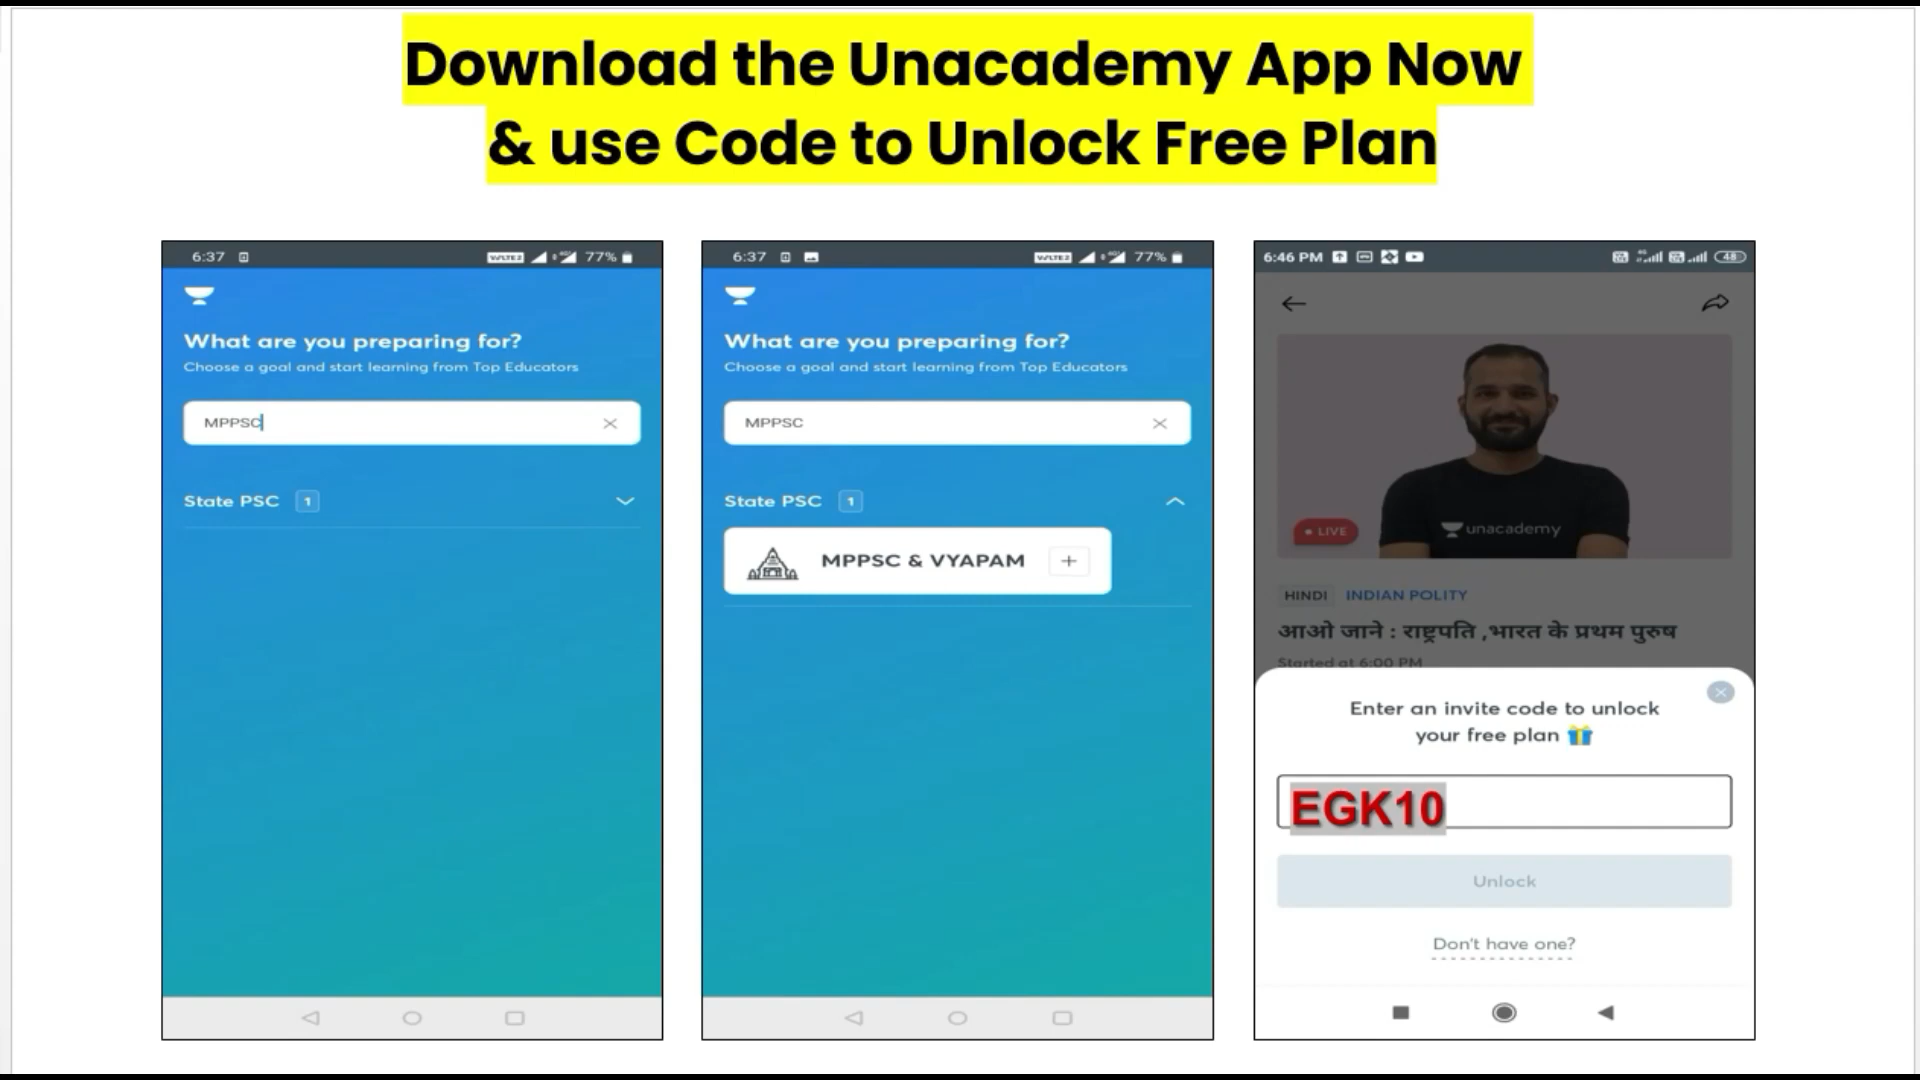 Download the Unacademy App Now
& use Code to Unlock Free Plan
6:37
VoLTE2
77%
What are you preparing for?
Choose a goal and start learning from Top Educators
MPPSC
State PSC 1
6:37
VoLTE2
77%
What are you preparing for?
Choose a goal and start learning from Top Educators
MPPSC
State PSC 1
MPPSC & VYAPAM +
6:46 PM
48
unacademy
LIVE
HINDI INDIAN POLITY
आओ जाने : राष्ट्रपति ,भारत के प्रथम पुरुष
Started at 6:00 PM
Enter an invite code to unlock
your free plan
EGK10
Unlock
Don't have one?